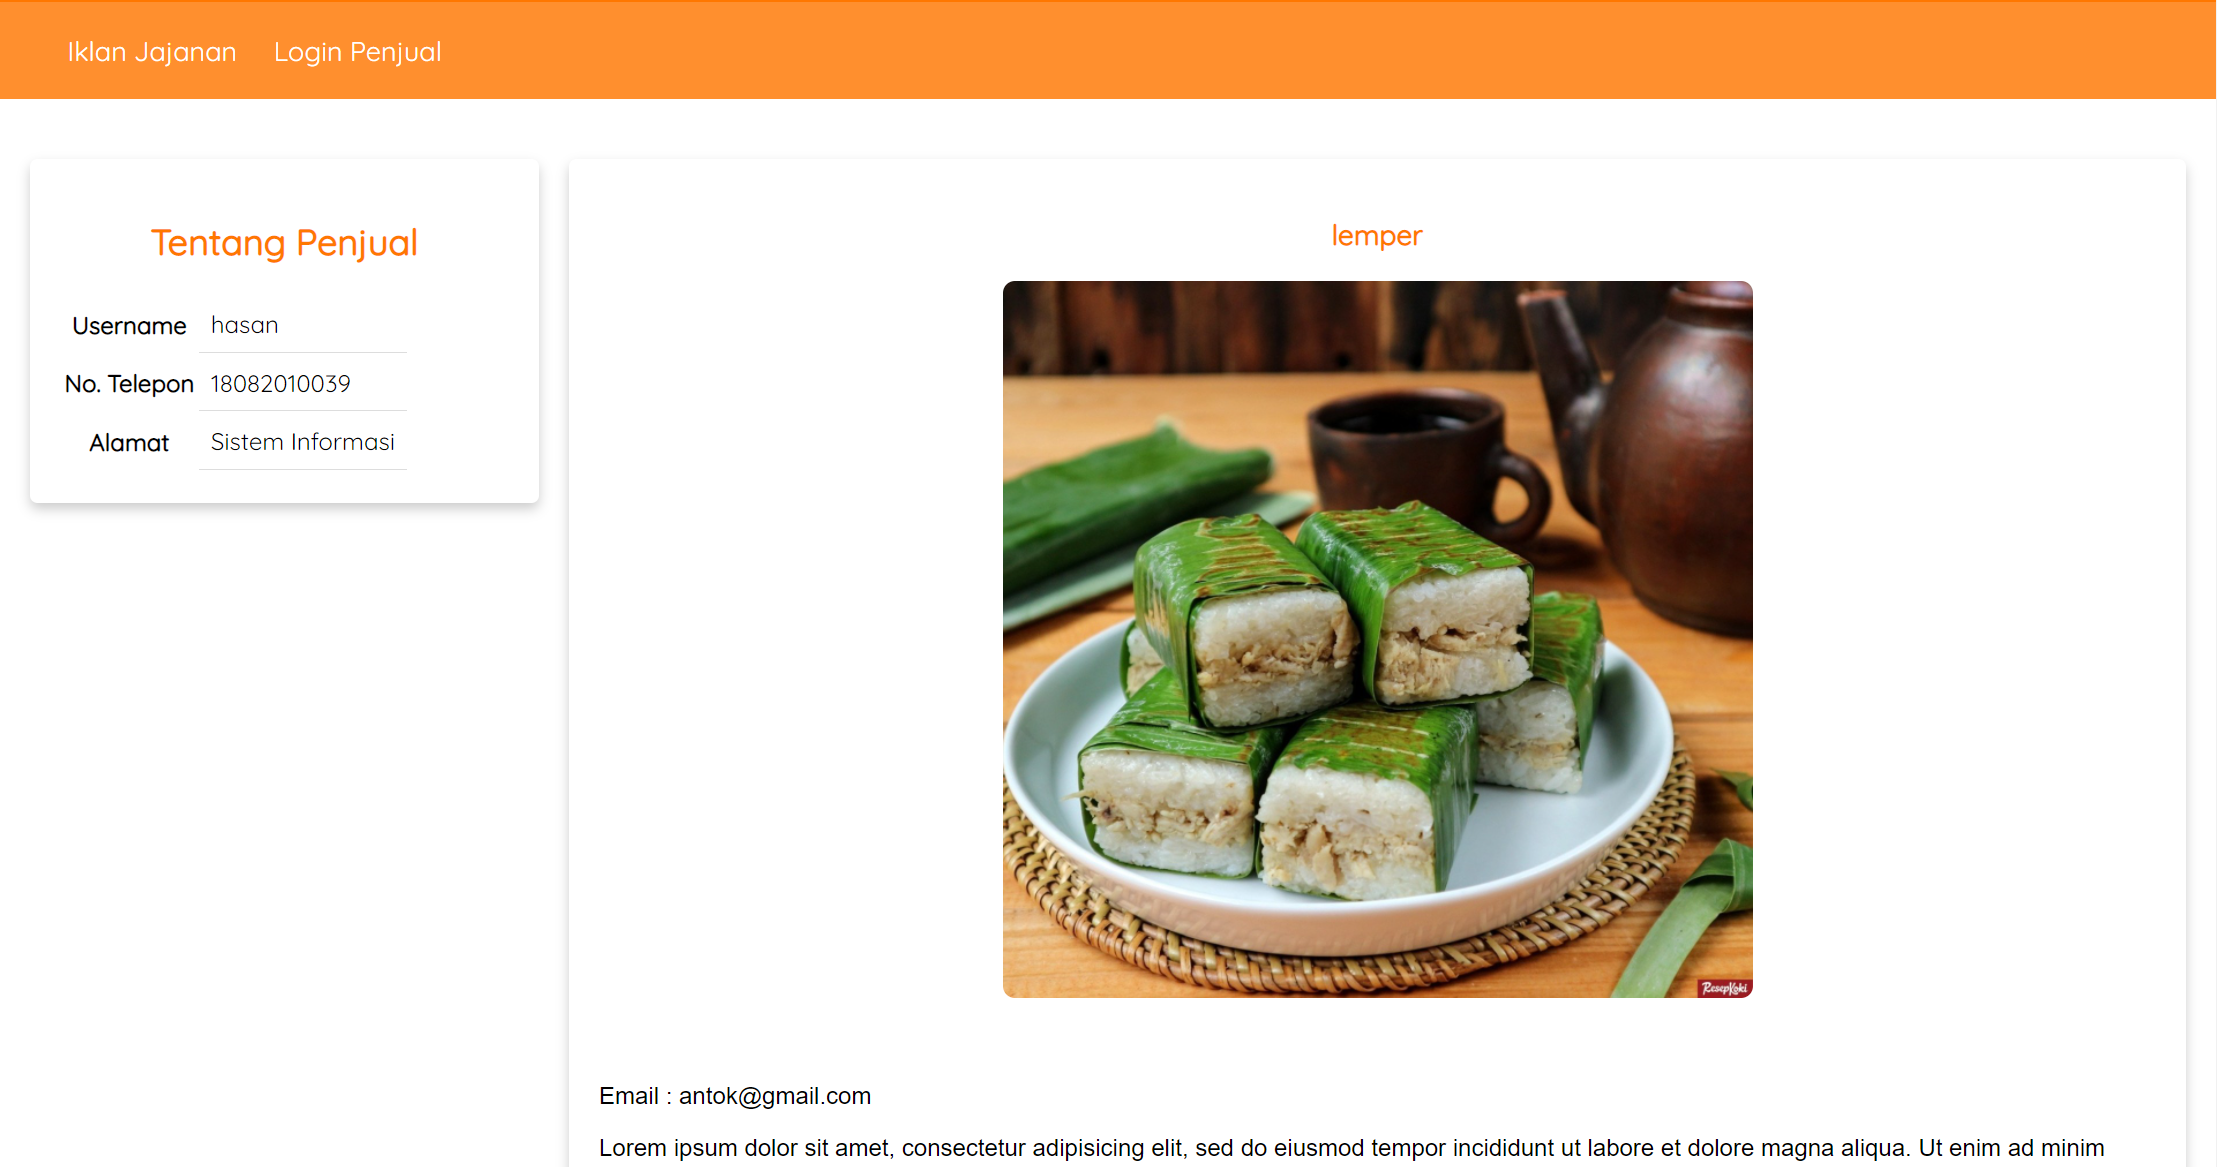 Iklan Jajanan Login Penjual
Tentang Penjual
Username hasan
No. Telepon 18082010039
Alamat Sistem Informasi
lemper
ResepKoki
Email : antok@gmail.com
Lorem ipsum dolor sit amet, consectetur adipisicing elit, sed do eiusmod tempor incididunt ut labore et dolore magna aliqua. Ut enim ad minim